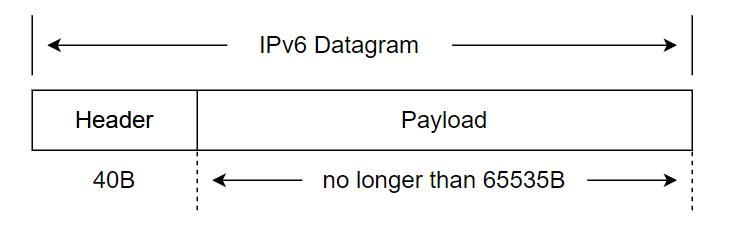 IPv6 Datagram
Header
Payload
40B
no longer than 65535B